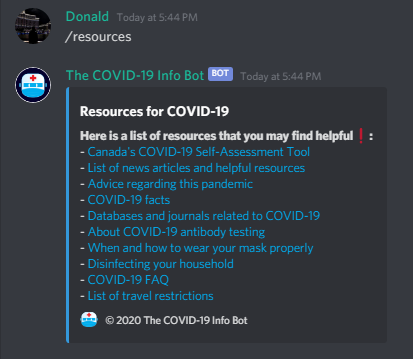 Donald Today at 5:44 PM
/resources
The COVID-19 Info Bot BOT Today at 5:44 PM
Resources for COVID-19
Here is a list of resources that you may find helpful❗:
- Canada's COVID-19 Self-Assessment Tool
- List of news articles and helpful resources
- Advice regarding this pandemic
- COVID-19 facts
- Databases and journals related to COVID-19
- About COVID-19 antibody testing
- When and how to wear your mask properly
- Disinfecting your household
- COVID-19 FAQ
- List of travel restrictions
© 2020 The COVID-19 Info Bot